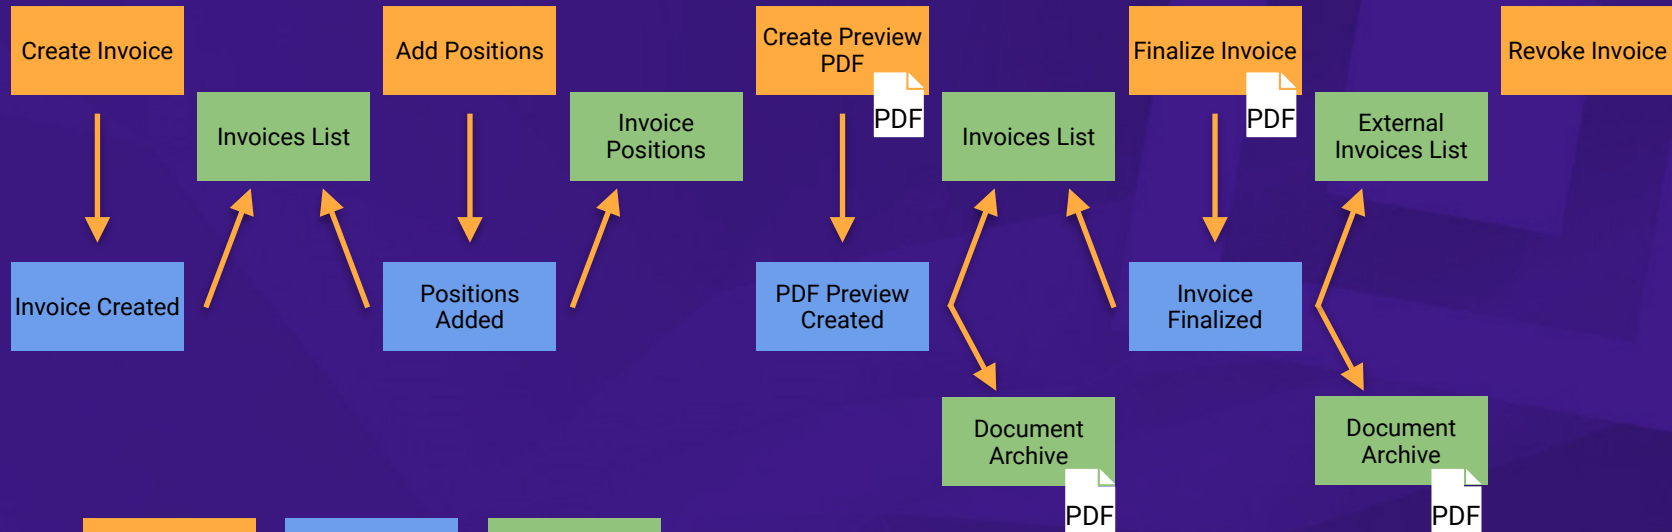 Create Invoice
Add Positions
Create Preview
PDF
PDF
Finalize Invoice
PDF
Revoke Invoice
Invoices List
Invoice
Positions
Invoices List
External
Invoices List
Invoice Created
Positions
Added
PDF Preview
Created
Invoice
Finalized
Document
Archive
PDF
Document
Archive
PDF